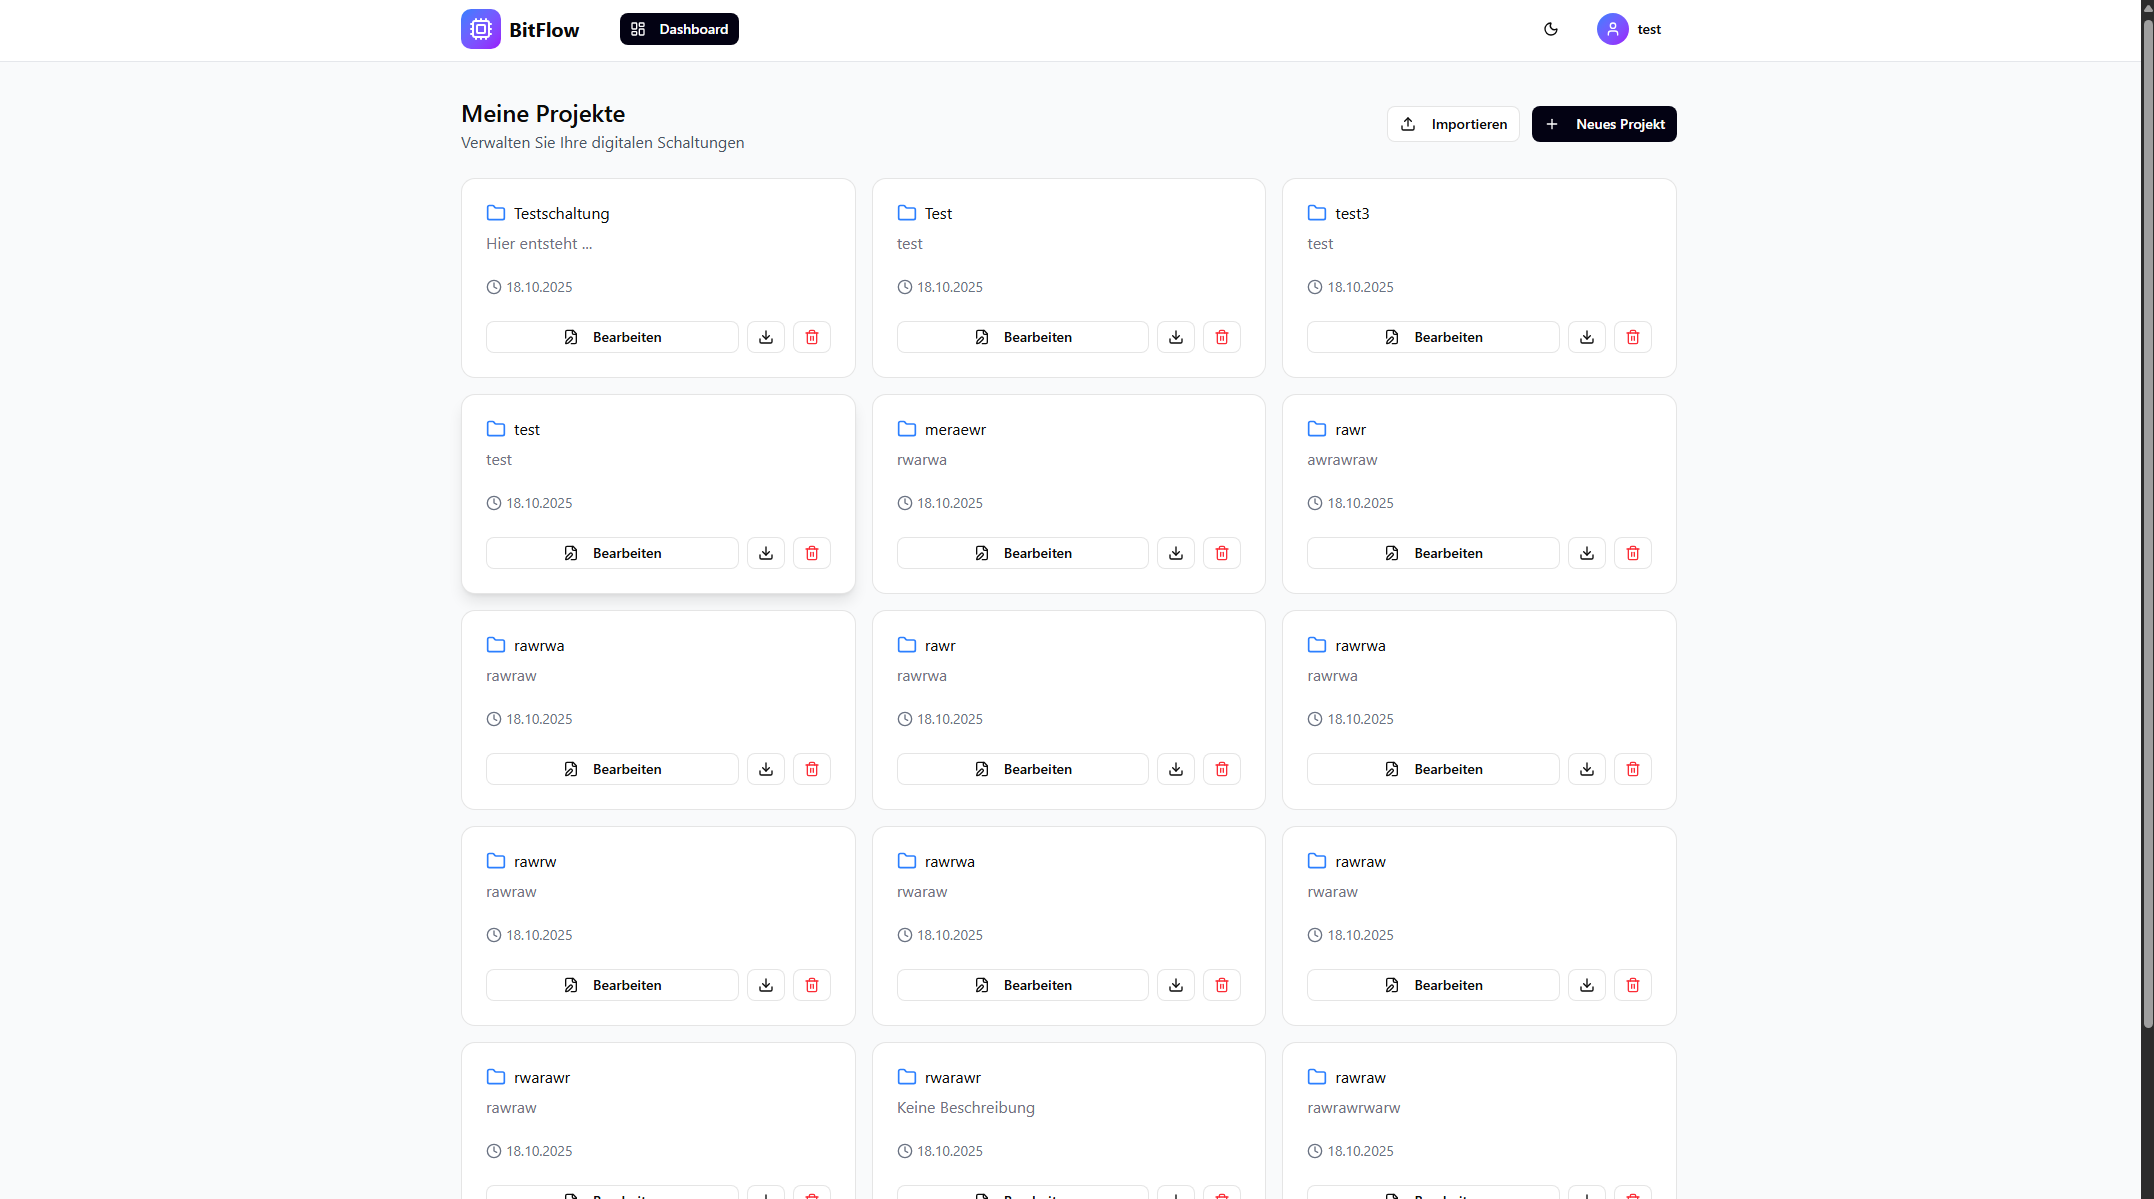 BitFlow
Dashboard
test
Meine Projekte
Verwalten Sie Ihre digitalen Schaltungen
Importieren
Neues Projekt
Testschaltung
Hier entsteht ...
18.10.2025
Bearbeiten
Test
test
18.10.2025
Bearbeiten
test3
test
18.10.2025
Bearbeiten
test
test
18.10.2025
Bearbeiten
meraewr
rwarwa
18.10.2025
Bearbeiten
rawr
awrawraw
18.10.2025
Bearbeiten
rawrwa
rawraw
18.10.2025
Bearbeiten
rawr
rawrwa
18.10.2025
Bearbeiten
rawrwa
rawrwa
18.10.2025
Bearbeiten
rawrw
rawraw
18.10.2025
Bearbeiten
rawrwa
rwaraw
18.10.2025
Bearbeiten
rawraw
rwaraw
18.10.2025
Bearbeiten
rwarawr
rawraw
18.10.2025
rwarawr
Keine Beschreibung
18.10.2025
rawraw
rawrawrwarw
18.10.2025